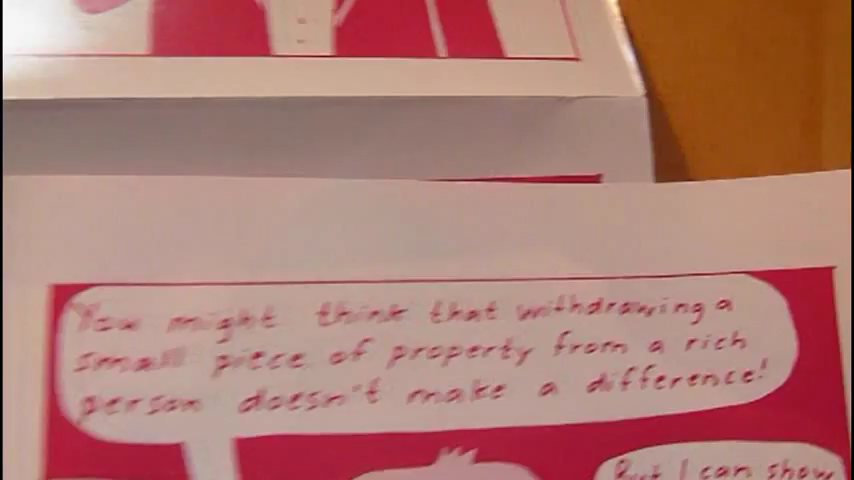 You might think that withdrawing a
small piece of property from a rich
person doesn't make a difference!
But I can show